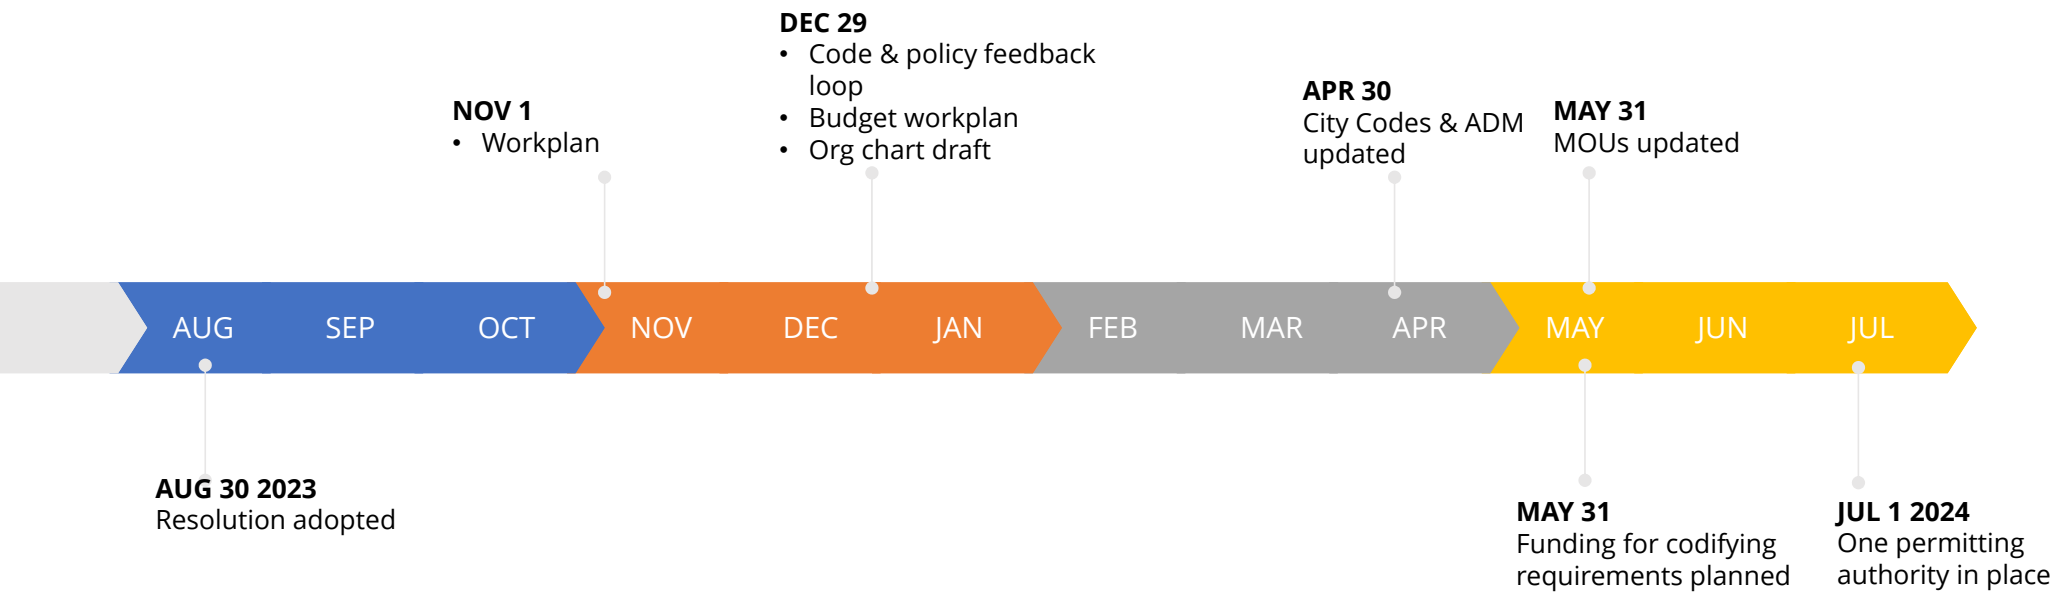 DEC 29
• Code & policy feedback
loop
• Budget workplan
• Org chart draft
NOV 1
• Workplan
APR 30
City Codes & ADM
updated
MAY 31
MOUs updated
AUG SEP OCT NOV DEC JAN FEB MAR APR MAY JUN JUL
AUG 30 2023
Resolution adopted
MAY 31
Funding for codifying
requirements planned
JUL 1 2024
One permitting
authority in place